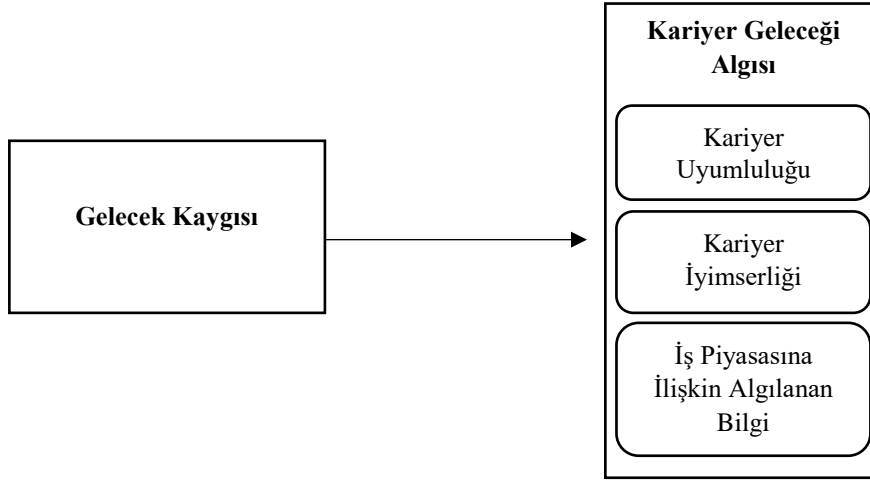 Kariyer Geleceği
Algısı
Kariyer
Uyumluluğu
Gelecek Kaygısı
Kariyer
İyimserliği
İş Piyasasına
İlişkin Algılanan
Bilgi